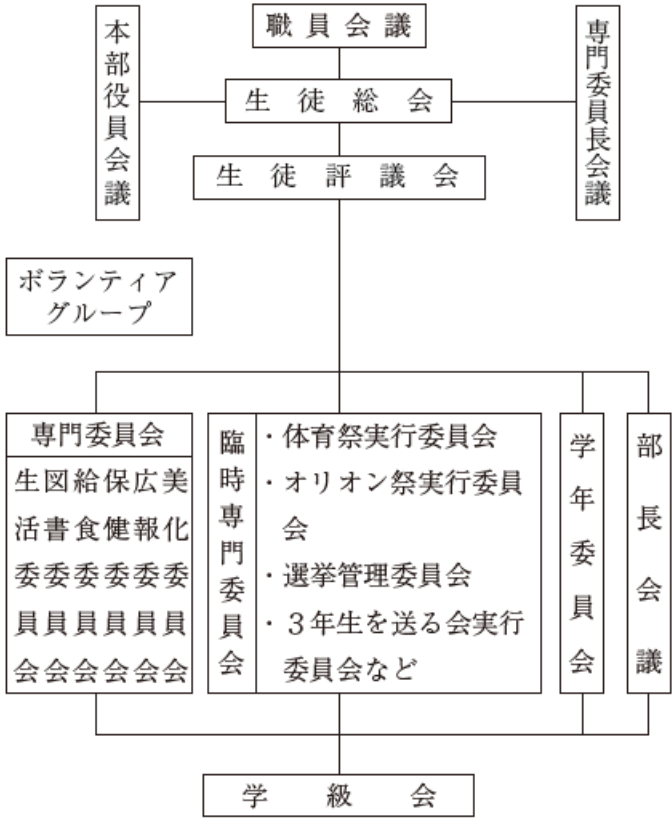 職員会議
本部役員会議
生徒総会
専門委員長会議
生徒評議会
ボランティア
グループ
専門委員会
生活委員会
図書委員会
給食委員会
保健委員会
広報委員会
美化委員会
臨時専門委員会
・体育祭実行委員会
・オリオン祭実行委員
会
・選挙管理委員会
・３年生を送る会実行
委員会など
学年委員会
部長会議
学級会